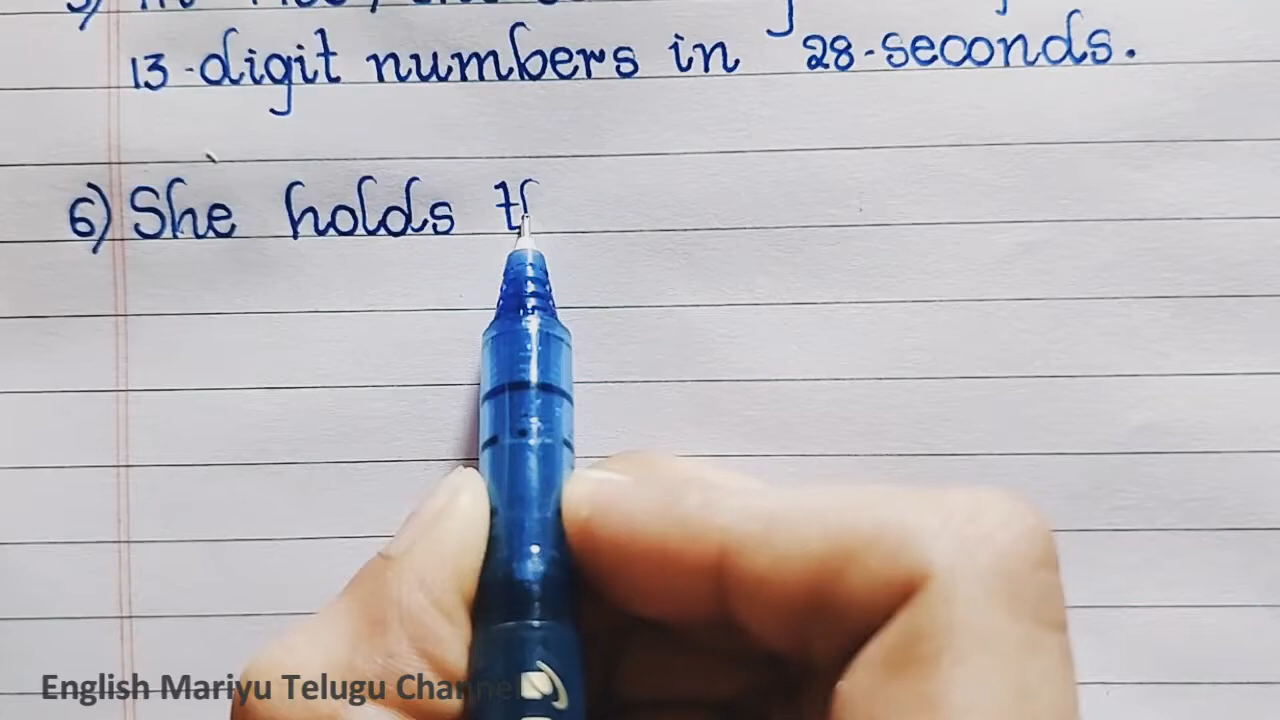 13-digit numbers in 28-seconds.
6) She holds
English Mariyu Telugu Channel